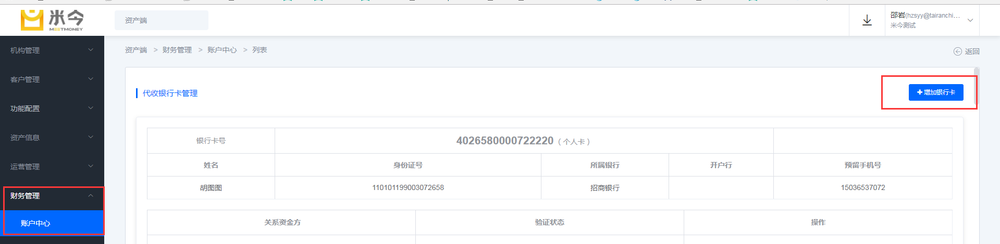 米今
MEETMONEY
资产端
邵岩(hzsyy@tairanchi...
米今测试
机构管理
客户管理
功能配置
资产信息
运营管理
财务管理
账户中心
资产端 > 财务管理 > 账户中心 > 列表
返回
代收银行卡管理
+增加银行卡
银行卡号 4026580000722220（个人卡）
姓名 身份证号 所属银行 开户行 预留手机号
胡图图 110101199003072658 招商银行 15036537072
关系资金方 验证状态 操作